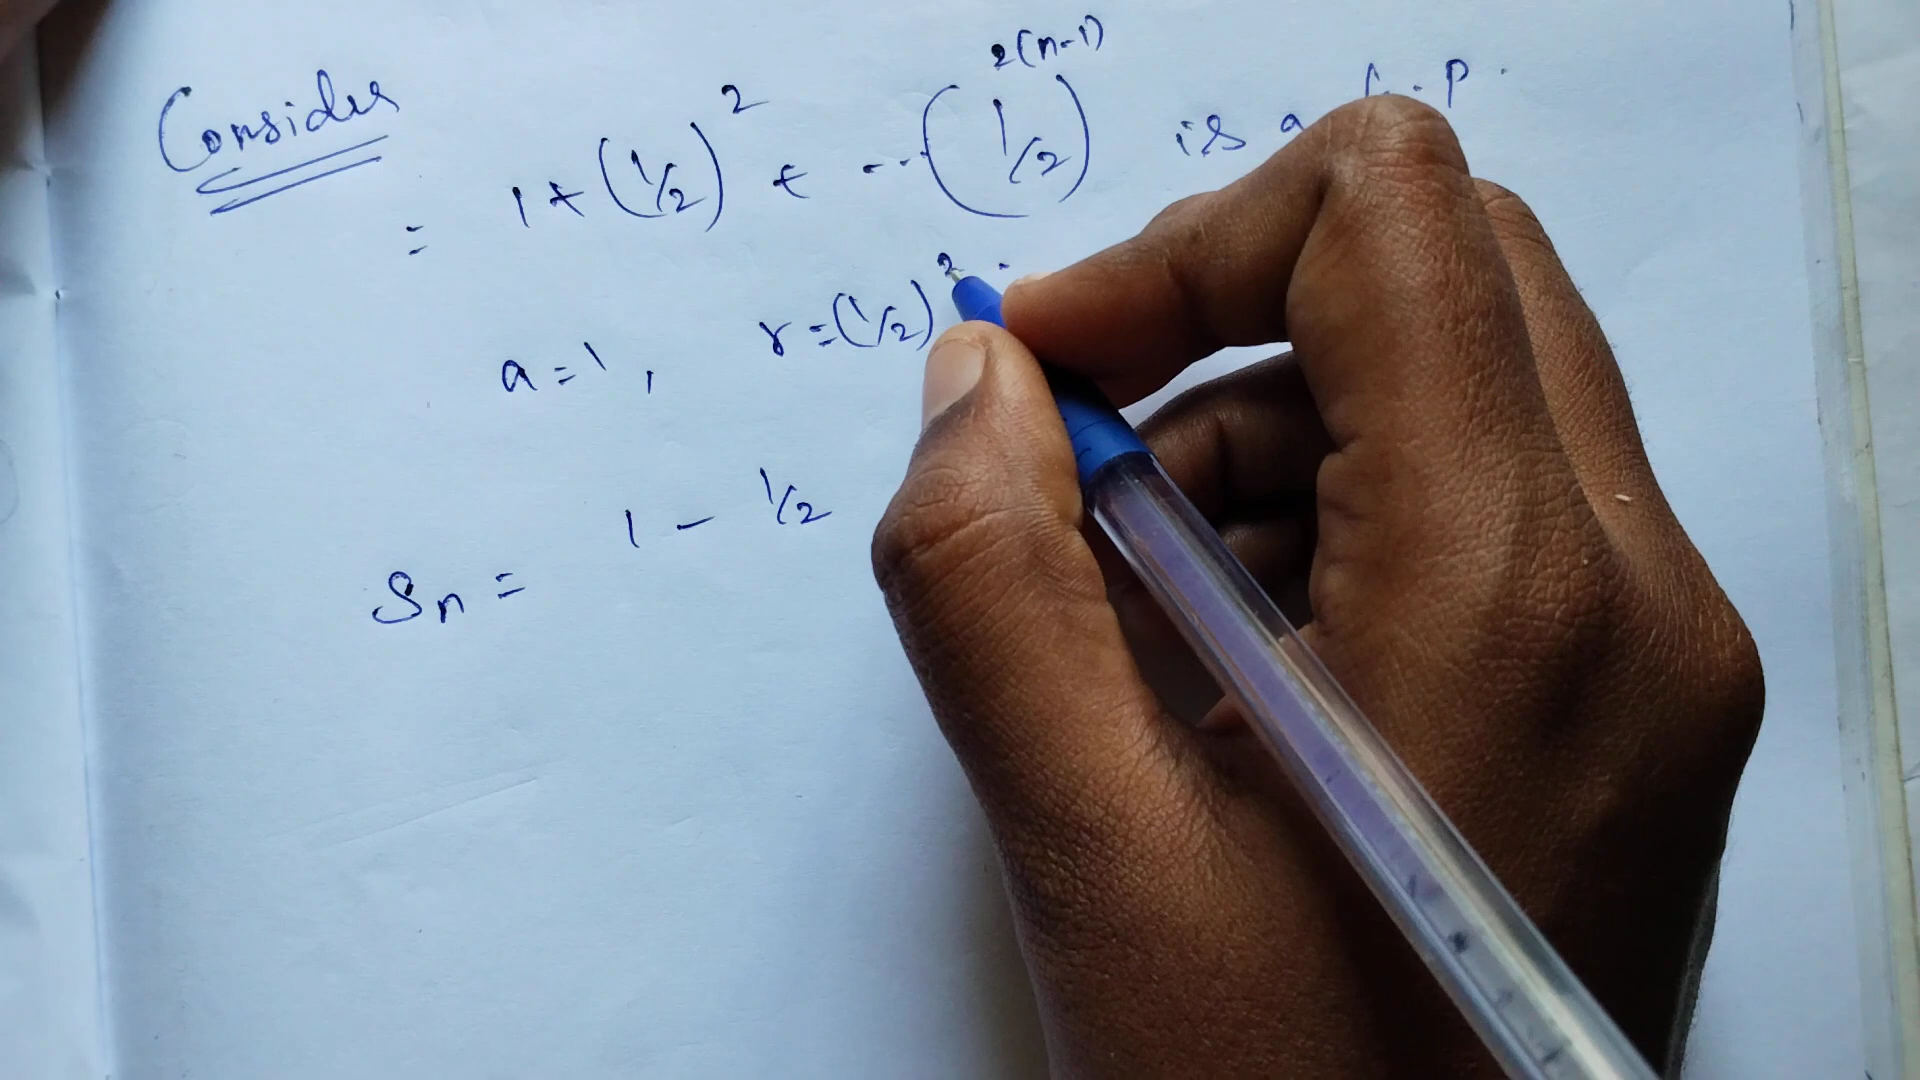 Consider
= 1 + (1/2)^2 + ---(1/2)^2(n-1) is a G.P.
a = 1, r = (1/2)^2
1 - 1/2
Sn =